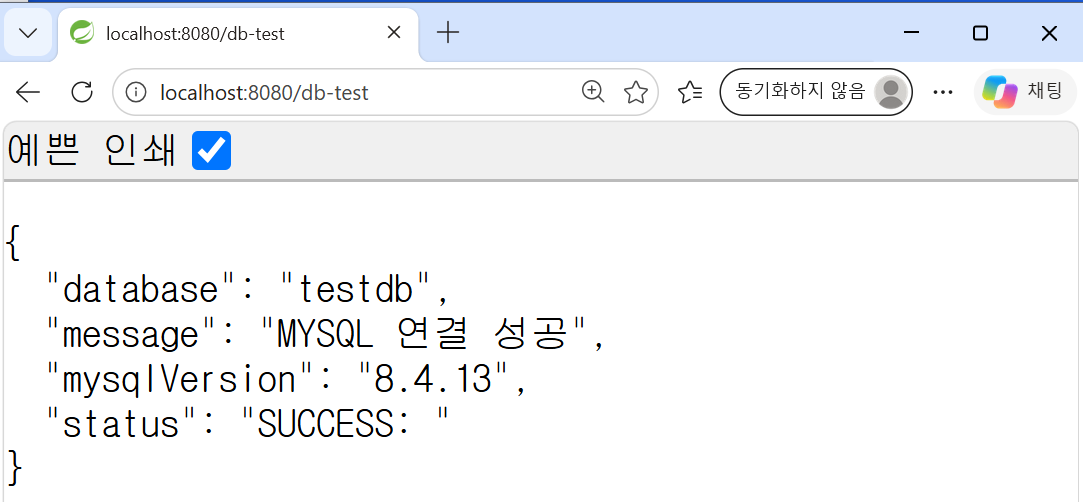 localhost:8080/db-test
localhost:8080/db-test
동기화하지 않음
채팅
예쁜 인쇄
{
  "database": "testdb",
  "message": "MYSQL 연결 성공",
  "mysqlVersion": "8.4.13",
  "status": "SUCCESS: "
}